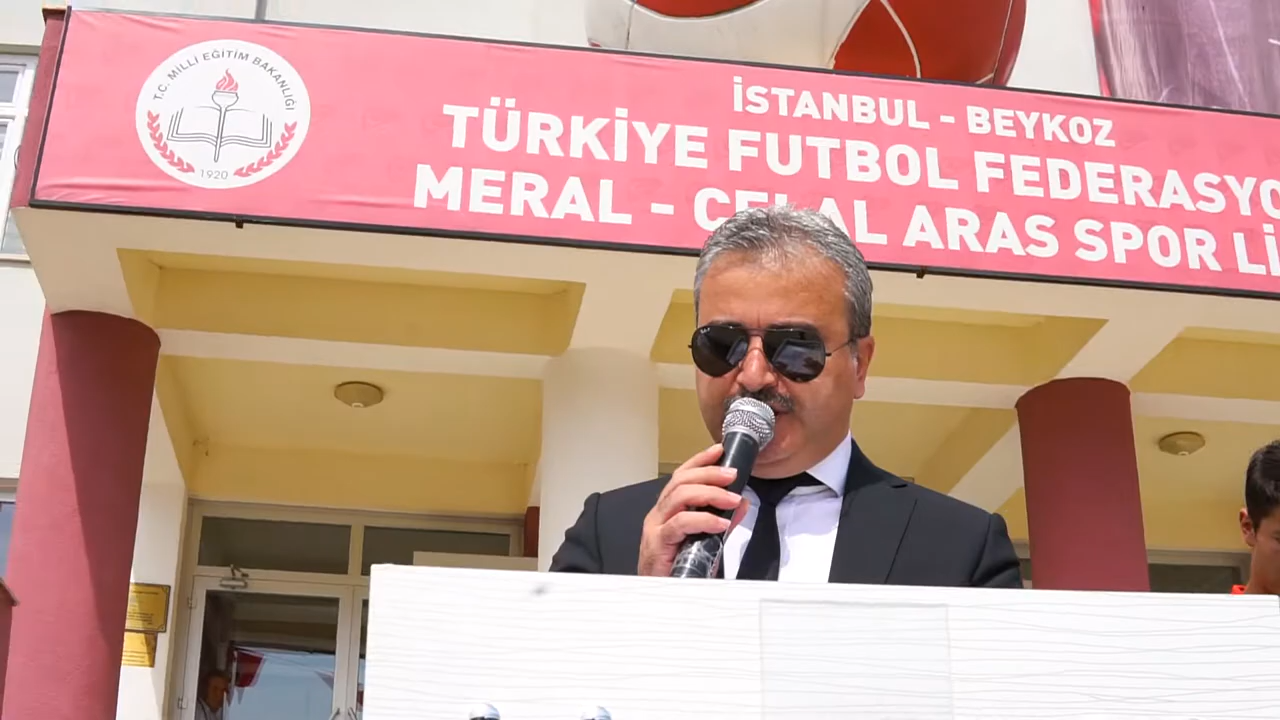 T.C. MİLLİ EĞİTİM BAKANLIĞI
1920
İSTANBUL - BEYKOZ
TÜRKİYE FUTBOL FEDERASYO
MERAL - CELAL ARAS SPOR Lİ